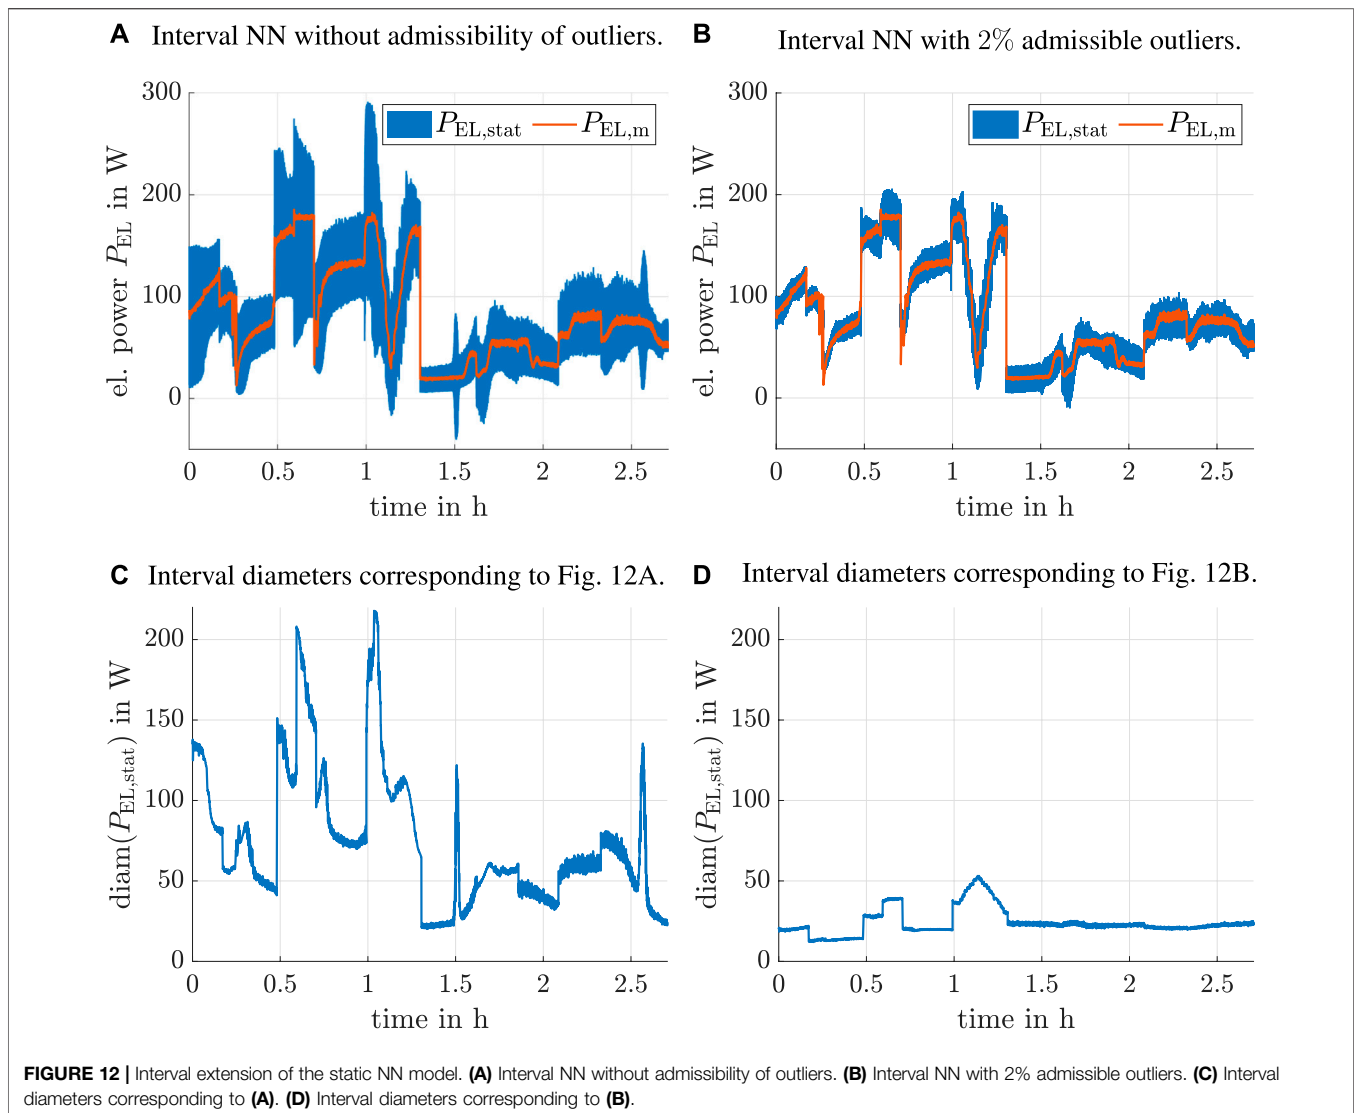 A Interval NN without admissibility of outliers.
B Interval NN with 2% admissible outliers.
300
200
100
0
el. power P_EL in W
P_EL,stat P_EL,m
0 0.5 1 1.5 2 2.5
time in h
300
200
100
0
el. power P_EL in W
P_EL,stat P_EL,m
0 0.5 1 1.5 2 2.5
time in h
C Interval diameters corresponding to Fig. 12A.
D Interval diameters corresponding to Fig. 12B.
200
150
100
50
0
diam(P_EL,stat) in W
0 0.5 1 1.5 2 2.5
time in h
200
150
100
50
0
diam(P_EL,stat) in W
0 0.5 1 1.5 2 2.5
time in h
FIGURE 12 | Interval extension of the static NN model. (A) Interval NN without admissibility of outliers. (B) Interval NN with 2% admissible outliers. (C) Interval
diameters corresponding to (A). (D) Interval diameters corresponding to (B).